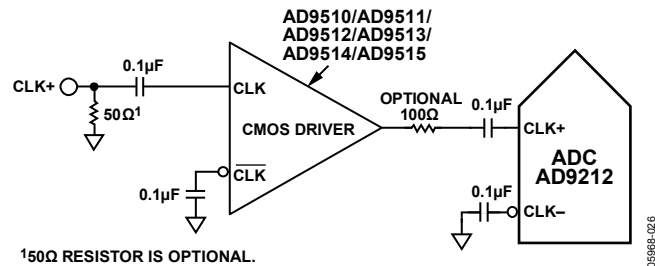 AD9510/AD9511/
AD9512/AD9513/
AD9514/AD9515
CLK+
0.1µF
50Ω¹
CLK
CMOS DRIVER
0.1µF
C̅L̅K̅
OPTIONAL
100Ω
0.1µF
CLK+
ADC
AD9212
0.1µF
CLK–
¹50Ω RESISTOR IS OPTIONAL.
05968-026